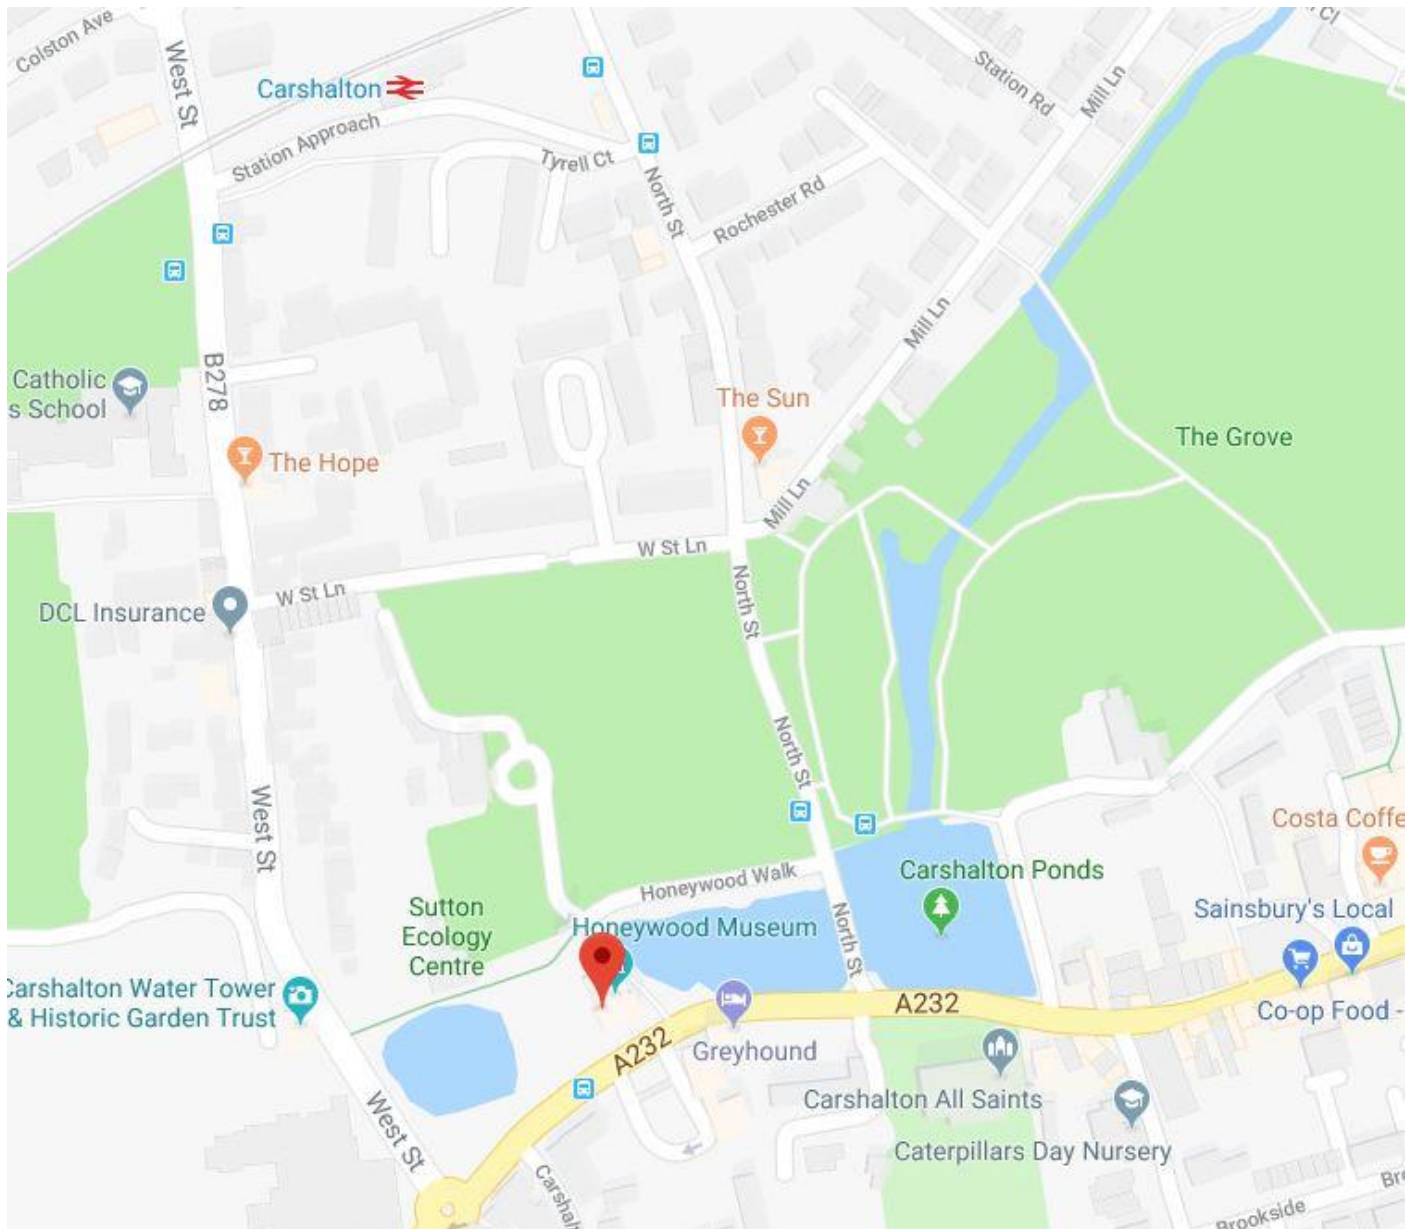 Colston Ave
West St
Carshalton
Station Approach
Tyrell Ct
North St
Rochester Rd
Station Rd
Mill Ln
Cl
B278
Catholic
s School
The Hope
The Sun
Mill Ln
Mill Ln
The Grove
W St Ln
W St Ln
DCL Insurance
North St
North St
West St
Honeywood Walk
Carshalton Ponds
Costa Coffe
Sutton
Ecology
Centre
Honeywood Museum
North St
Sainsbury's Local
Carshalton Water Tower
& Historic Garden Trust
A232
A232
Co-op Food -
Greyhound
Carshalton All Saints
Caterpillars Day Nursery
West St
Carshal
Brookside
Bre